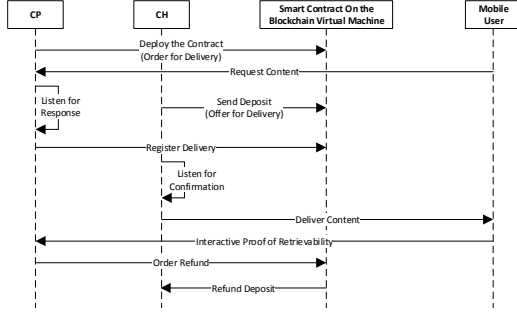 CP
CH
Smart Contract On the
Blockchain Virtual Machine
Mobile
User
Deploy the Contract
(Order for Delivery)
Request Content
Listen for
Response
Send Deposit
(Offer for Delivery)
Register Delivery
Listen for
Confirmation
Deliver Content
Interactive Proof of Retrievability
Order Refund
Refund Deposit